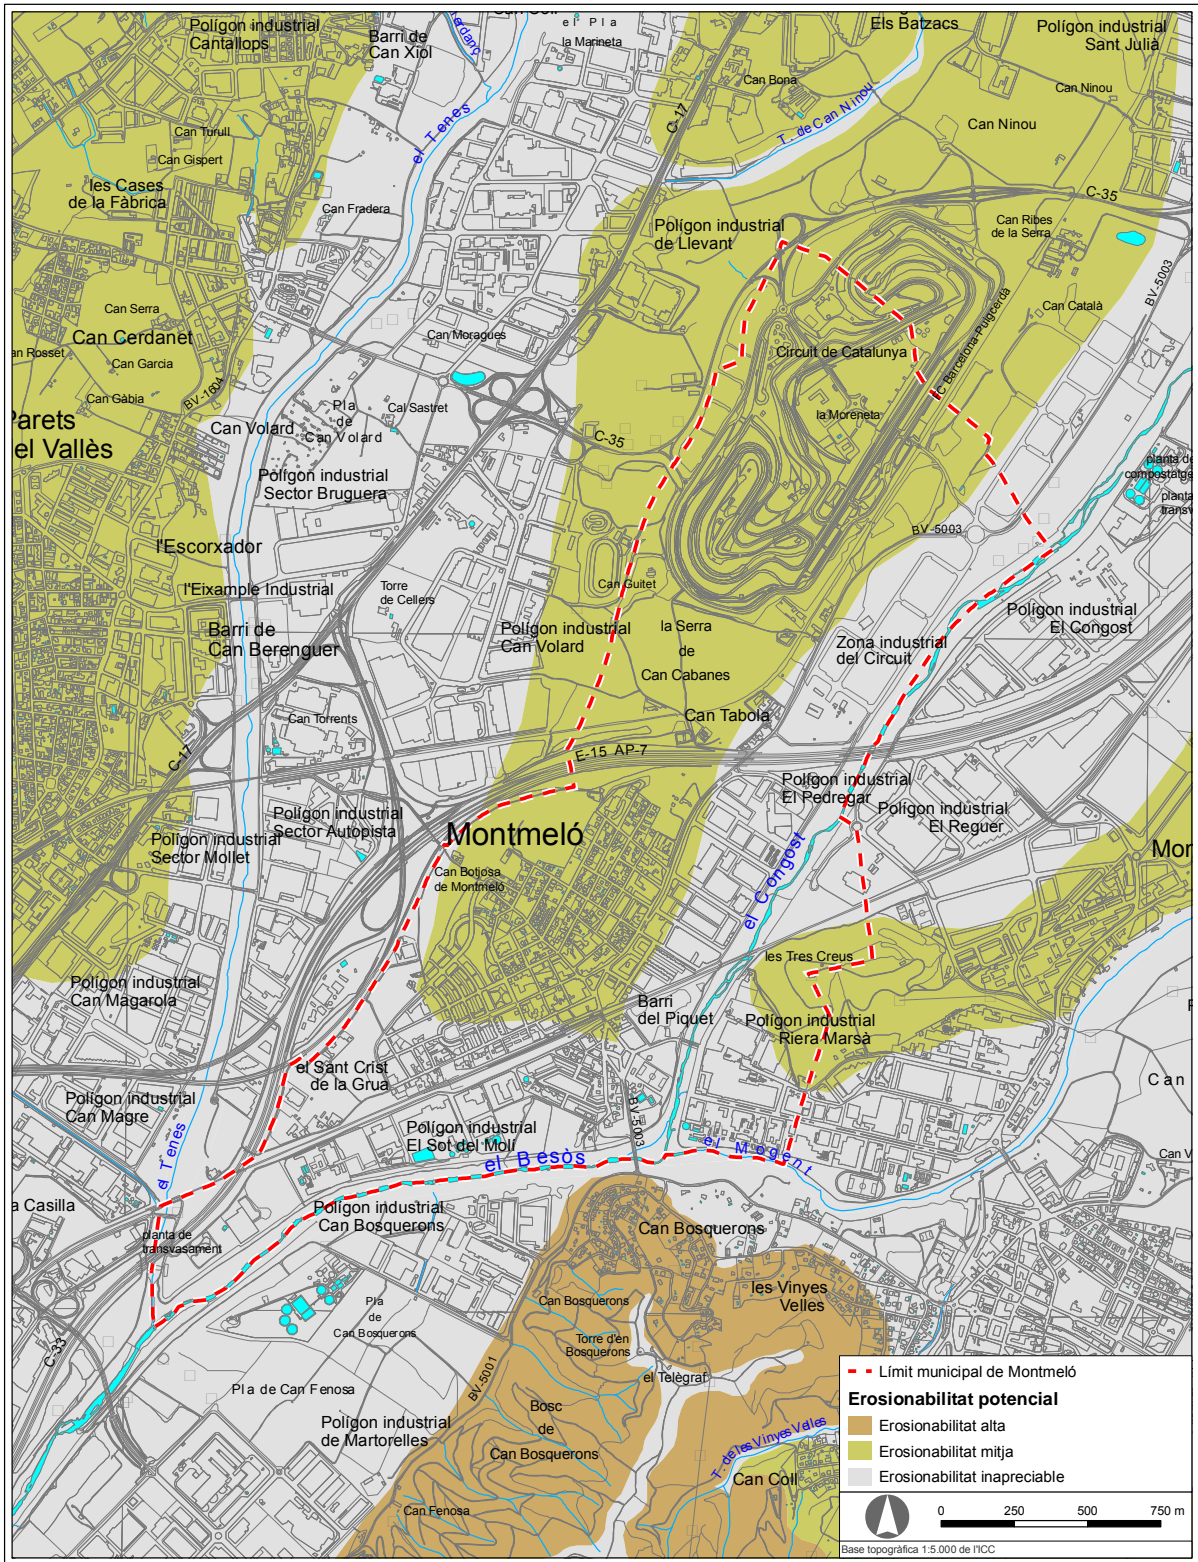 Polígon industrial
Cantallops
Barri de
Can Xiol
el Pla
la Marineta
Els Batzacs
Polígon industrial
Sant Julià
Can Bona
Can Ninou
Can Ninou
C-17
T. de Can Ninou
el Tenes
Can Turull
Can Gispert
les Cases
de la Fàbrica
Can Fradera
C-35
Can Ribes
de la Serra
Polígon industrial
de Llevant
BV-5003
Can Català
Can Serra
Can Cerdanet
Can Garcia
Can Gàbia
BV-1604
Can Moragues
Circuit de Catalunya
la Moreneta
Parets
el Vallès
Can Volard
Pla
de
Can Volard
Cal Sastret
C-35
Polígon industrial
Sector Bruguera
planta de
compostatge
planta
transv
BV-5003
l'Escorxador
l'Eixample Industrial
Torre
de Cellers
Can Guitet
Barri de
Can Berenguer
Polígon industrial
Can Volard
la Serra
de
Can Cabanes
Polígon industrial
El Congost
Zona industrial
del Circuit
Can Torrents
Can Tabola
C-17
E-15 AP-7
Polígon industrial
El Pedregar
Polígon industrial
El Reguer
Polígon industrial
Sector Autopista
Polígon industrial
Sector Mollet
Montmeló
Mon
Can Botjosa
de Montmeló
el Congost
les Tres Creus
Polígon industrial
Can Magarola
Barri
del Piquet
Polígon industrial
Riera Marsà
el Sant Crist
de la Grua
Can
Polígon industrial
Can Magre
el Tenes
Polígon industrial
El Sot del Molí
BV-5003
el Besòs
el Mogent
a Casilla
Polígon industrial
Can Bosquerons
planta de
transvasament
Can Bosquerons
les Vinyes
Velles
Pla
de
Can Bosquerons
Can Bosquerons
Torre d'en
Bosquerons
el Telègraf
C-33
Pla de Can Fenosa
BV-5001
Polígon industrial
de Martorelles
Bosc
de
Can Bosquerons
T. de les Vinyes Velles
Can Coll
Can Fenosa
Límit municipal de Montmeló
Erosionabilitat potencial
Erosionabilitat alta
Erosionabilitat mitja
Erosionabilitat inapreciable
0 250 500 750 m
Base topogràfica 1:5.000 de l'ICC